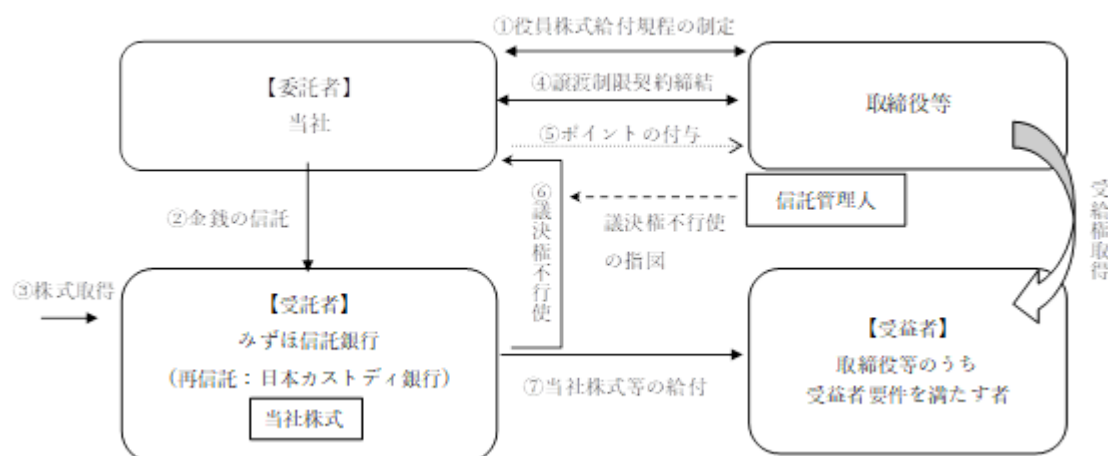 ①役員株式給付規程の制定
【委託者】
当社
④譲渡制限契約締結
取締役等
⑤ポイントの付与
②金銭の信託
⑥議決権不行使
議決権不行使
の指図
信託管理人
受給権取得
③株式取得
【受託者】
みずほ信託銀行
(再信託：日本カストディ銀行)
当社株式
⑦当社株式等の給付
【受益者】
取締役等のうち
受益者要件を満たす者